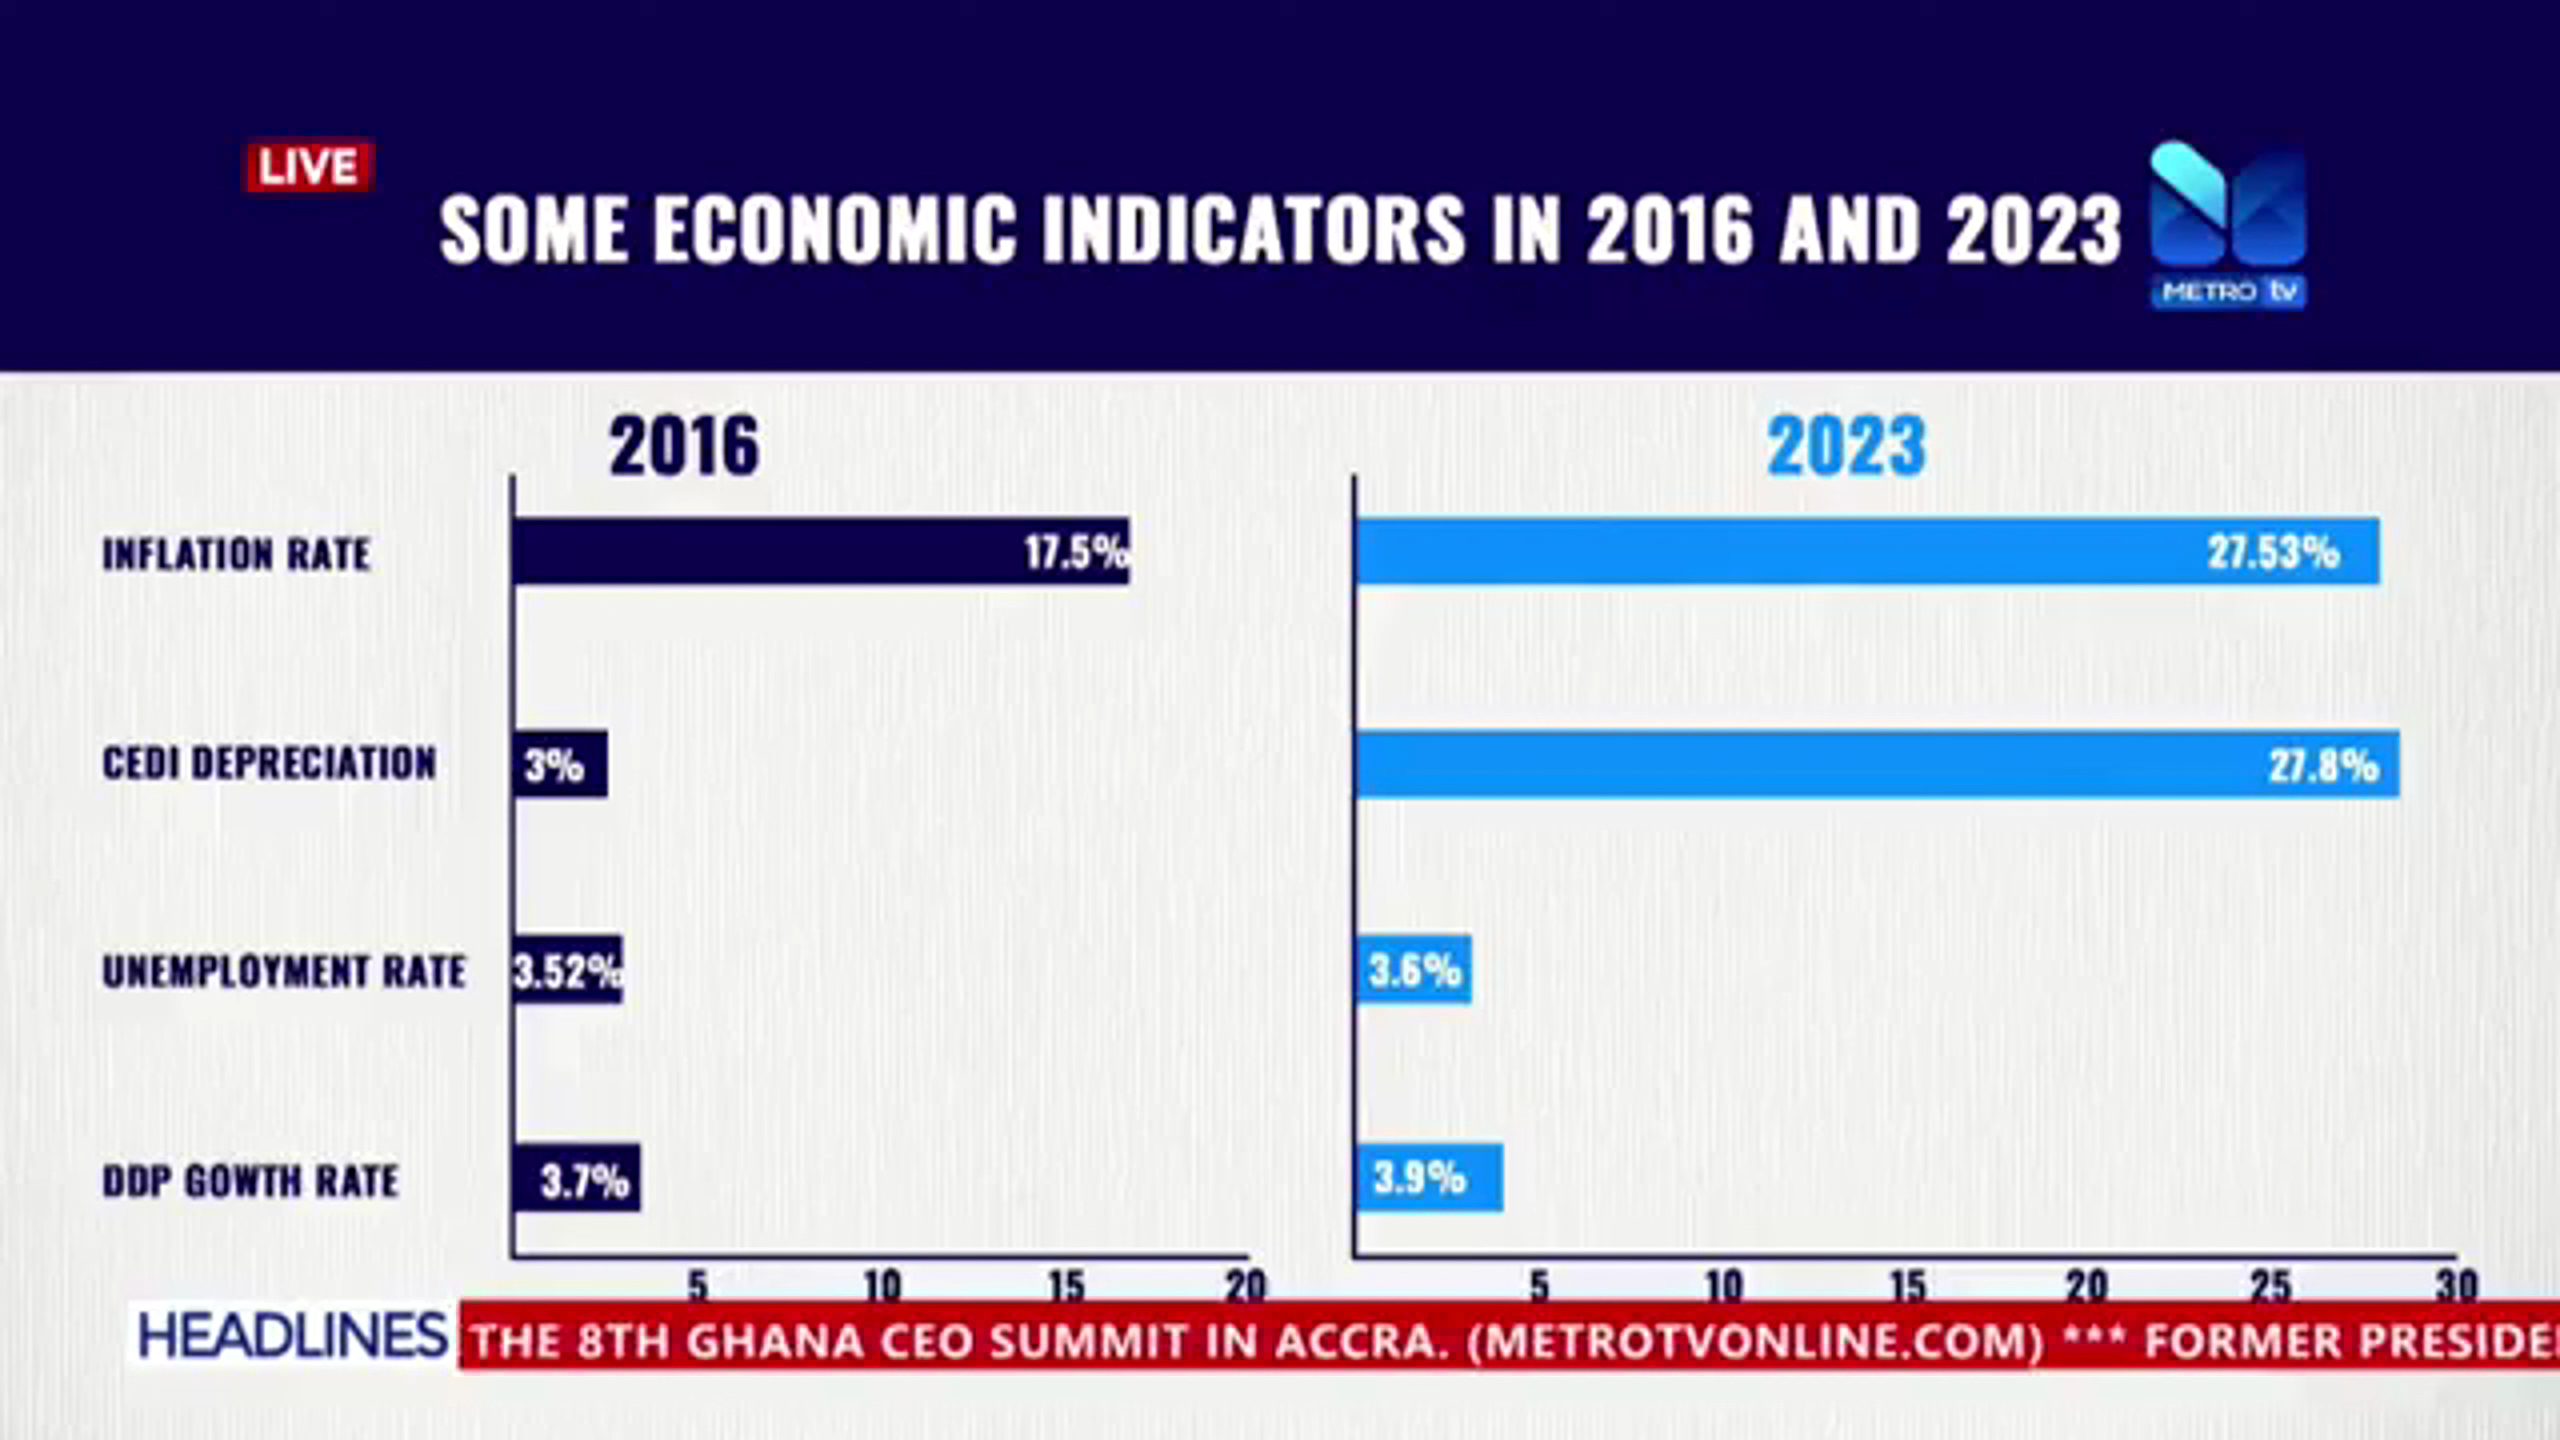 LIVE
SOME ECONOMIC INDICATORS IN 2016 AND 2023
METRO tv
2016
2023
INFLATION RATE 17.5% 27.53%
CEDI DEPRECIATION 3% 27.8%
UNEMPLOYMENT RATE 3.52% 3.6%
DDP GOWTH RATE 3.7% 3.9%
5 10 15 20 5 10 15 20 25 30
HEADLINES THE 8TH GHANA CEO SUMMIT IN ACCRA. (METROTVONLINE.COM) *** FORMER PRESIDE